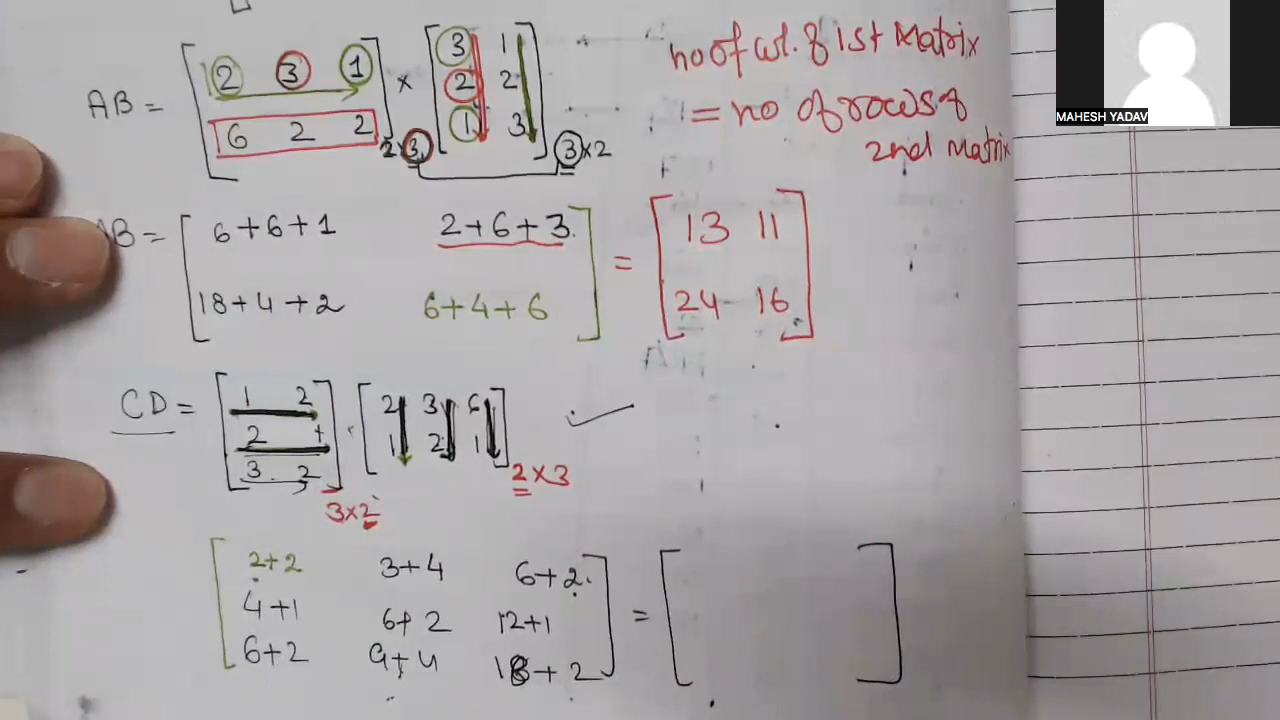 no of col. of 1st Matrix
= no of rows of
2nd Matrix
MAHESH YADAV
AB = [ 2 3 1 ] × [ 3 1 ]
[ 6 2 2 ] 2×3 [ 2 2 ]
[ 1 3 ] 3×2
AB = [ 6+6+1 2+6+3 ] = [ 13 11 ]
[ 18+4+2 6+4+6 ] [ 24 16 ]
CD = [ 1 2 ] . [ 2 3 6 ]
[ 2 1 ] [ 1 2 1 ] 2×3
[ 3 2 ] 3×2
[ 2+2 3+4 6+2 ] = [ ]
[ 4+1 6+2 12+1 ]
[ 6+2 9+4 18+2 ]